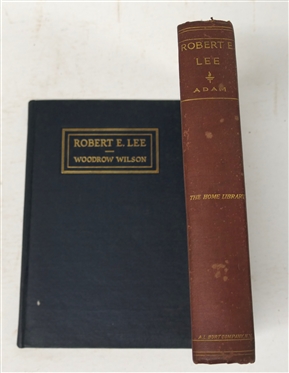 ROBERT E. LEE
WOODROW WILSON
ROBERT E.
LEE
ADAM
THE HOME LIBRARY